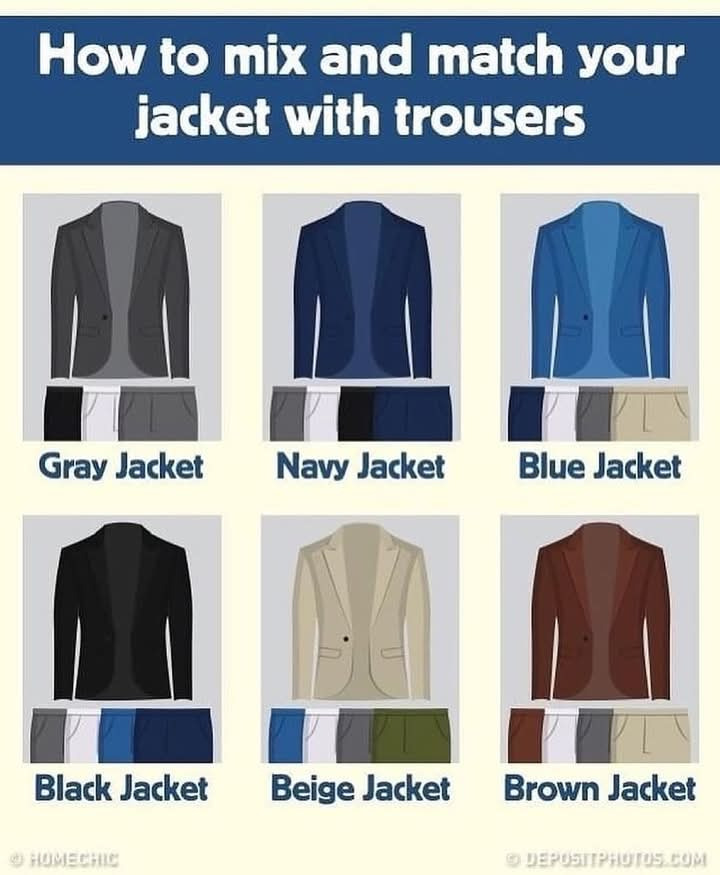 How to mix and match your
jacket with trousers
Gray Jacket
Navy Jacket
Blue Jacket
Black Jacket
Beige Jacket
Brown Jacket
© HOMECHIC
© DEPOSITPHOTOS.COM